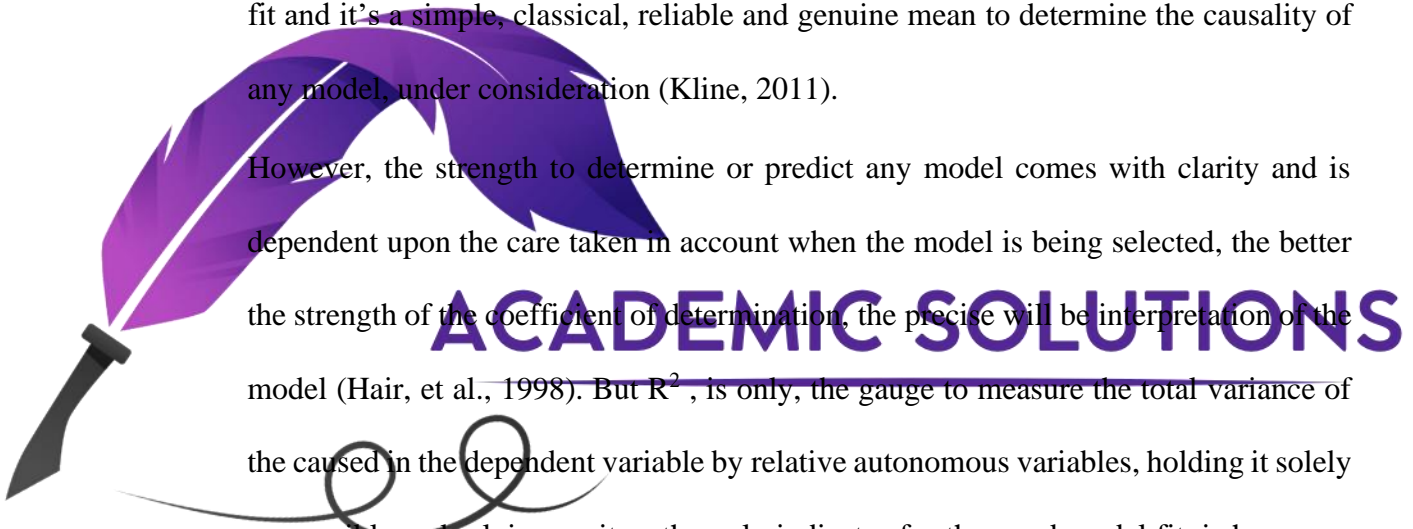 fit and it’s a simple, classical, reliable and genuine mean to determine the causality of
any model, under consideration (Kline, 2011).
However, the strength to determine or predict any model comes with clarity and is
dependent upon the care taken in account when the model is being selected, the better
the strength of the coefficient of determination, the precise will be interpretation of the
ACADEMIC SOLUTIONS
model (Hair, et al., 1998). But R² , is only, the gauge to measure the total variance of
the caused in the dependent variable by relative autonomous variables, holding it solely